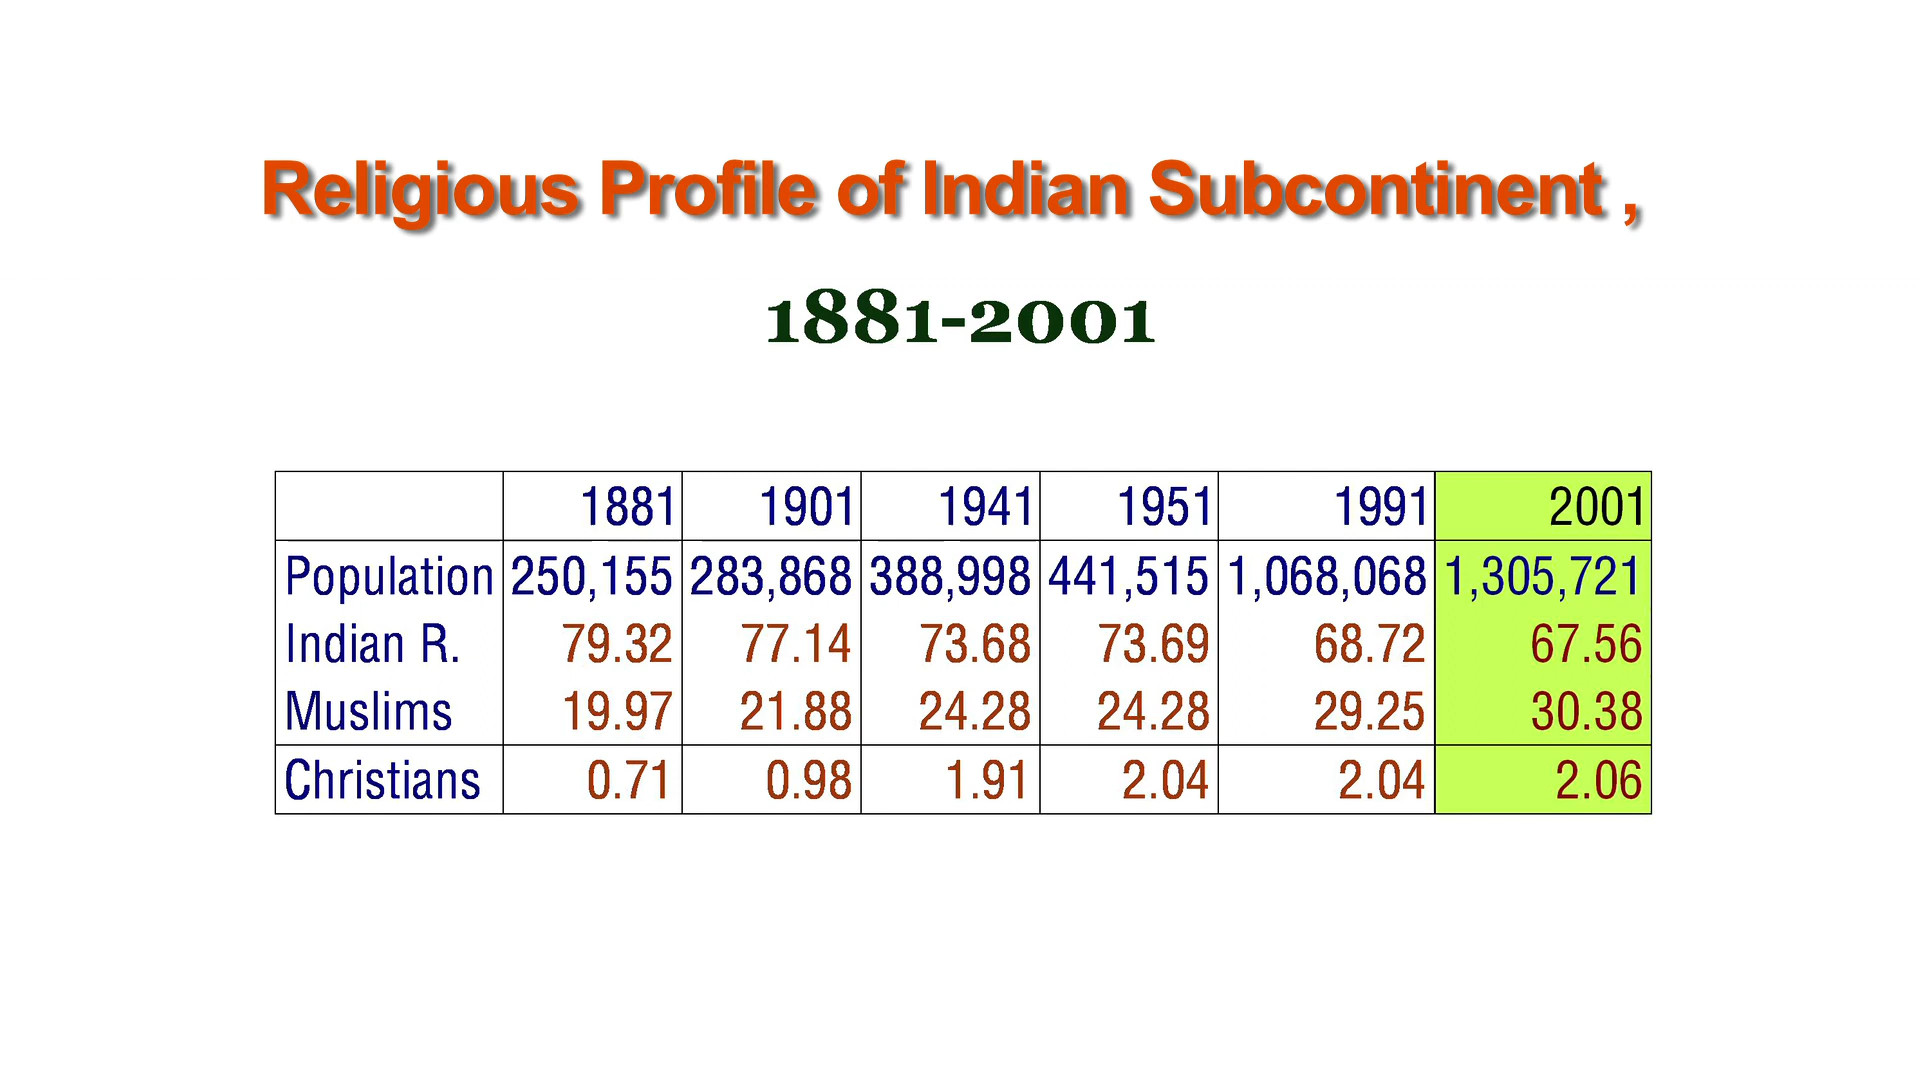 Religious Profile of Indian Subcontinent ,
1881-2001
1881 1901 1941 1951 1991 2001
Population 250,155 283,868 388,998 441,515 1,068,068 1,305,721
Indian R. 79.32 77.14 73.68 73.69 68.72 67.56
Muslims 19.97 21.88 24.28 24.28 29.25 30.38
Christians 0.71 0.98 1.91 2.04 2.04 2.06